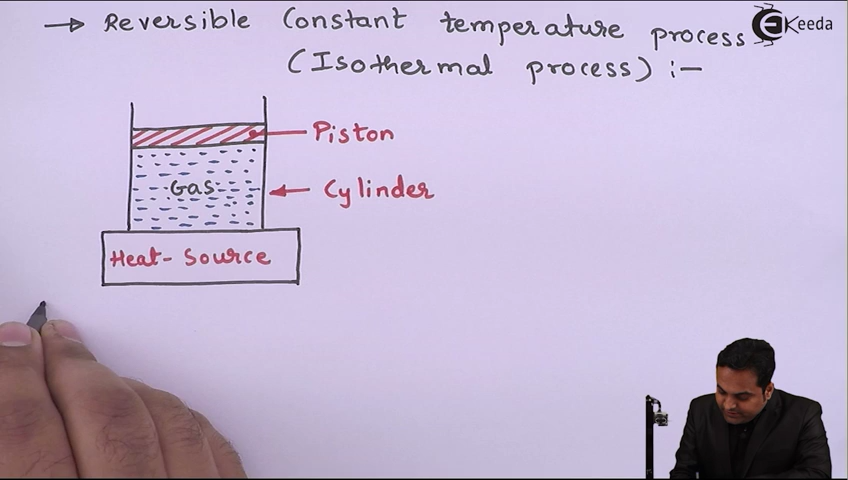 → Reversible Constant temperature process
(Isothermal process) :-
Ekeeda
Piston
Gas
Cylinder
Heat-Source